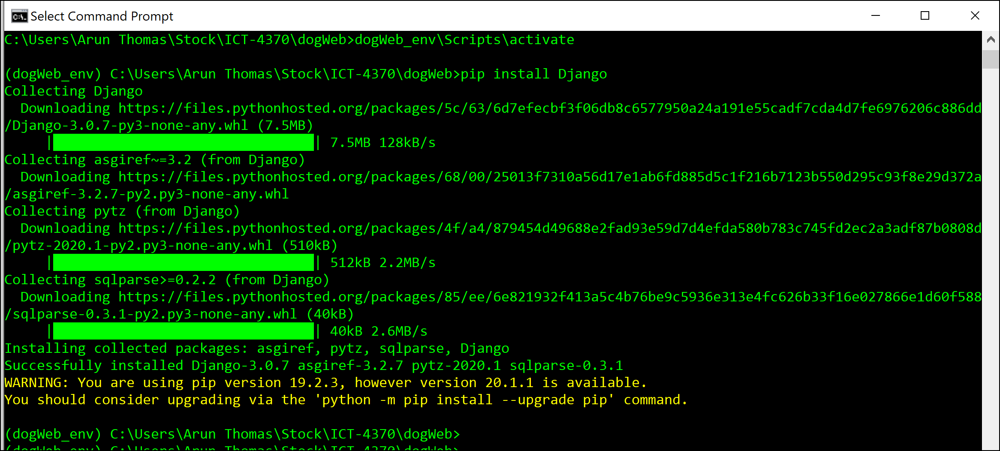 Select Command Prompt
C:\Users\Arun Thomas\Stock\ICT-4370\dogWeb>dogWeb_env\Scripts\activate
(dogWeb_env) C:\Users\Arun Thomas\Stock\ICT-4370\dogWeb>pip install Django
Collecting Django
  Downloading https://files.pythonhosted.org/packages/5c/63/6d7efecbf3f06db8c6577950a24a191e55cadf7cda4d7fe6976206c886dd
/Django-3.0.7-py3-none-any.whl (7.5MB)
     || 7.5MB 128kB/s
Collecting asgiref~=3.2 (from Django)
  Downloading https://files.pythonhosted.org/packages/68/00/25013f7310a56d17e1ab6fd885d5c1f216b7123b550d295c93f8e29d372a
/asgiref-3.2.7-py2.py3-none-any.whl
Collecting pytz (from Django)
  Downloading https://files.pythonhosted.org/packages/4f/a4/879454d49688e2fad93e59d7d4efda580b783c745fd2ec2a3adf87b0808d
/pytz-2020.1-py2.py3-none-any.whl (510kB)
     || 512kB 2.2MB/s
Collecting sqlparse>=0.2.2 (from Django)
  Downloading https://files.pythonhosted.org/packages/85/ee/6e821932f413a5c4b76be9c5936e313e4fc626b33f16e027866e1d60f588
/sqlparse-0.3.1-py2.py3-none-any.whl (40kB)
     || 40kB 2.6MB/s
Installing collected packages: asgiref, pytz, sqlparse, Django
Successfully installed Django-3.0.7 asgiref-3.2.7 pytz-2020.1 sqlparse-0.3.1
WARNING: You are using pip version 19.2.3, however version 20.1.1 is available.
You should consider upgrading via the 'python -m pip install --upgrade pip' command.
(dogWeb_env) C:\Users\Arun Thomas\Stock\ICT-4370\dogWeb>
(dogWeb_env) C:\Users\Arun Thomas\Stock\ICT-4370\dogWeb>